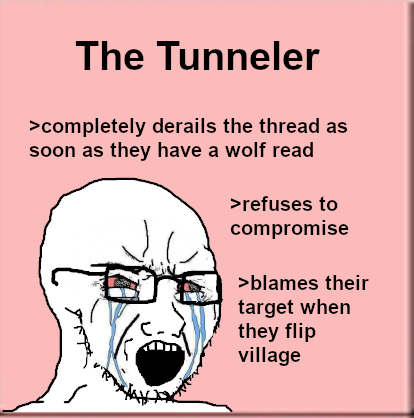 The Tunneler
>completely derails the thread as
soon as they have a wolf read
>refuses to
compromise
>blames their
target when
they flip
village